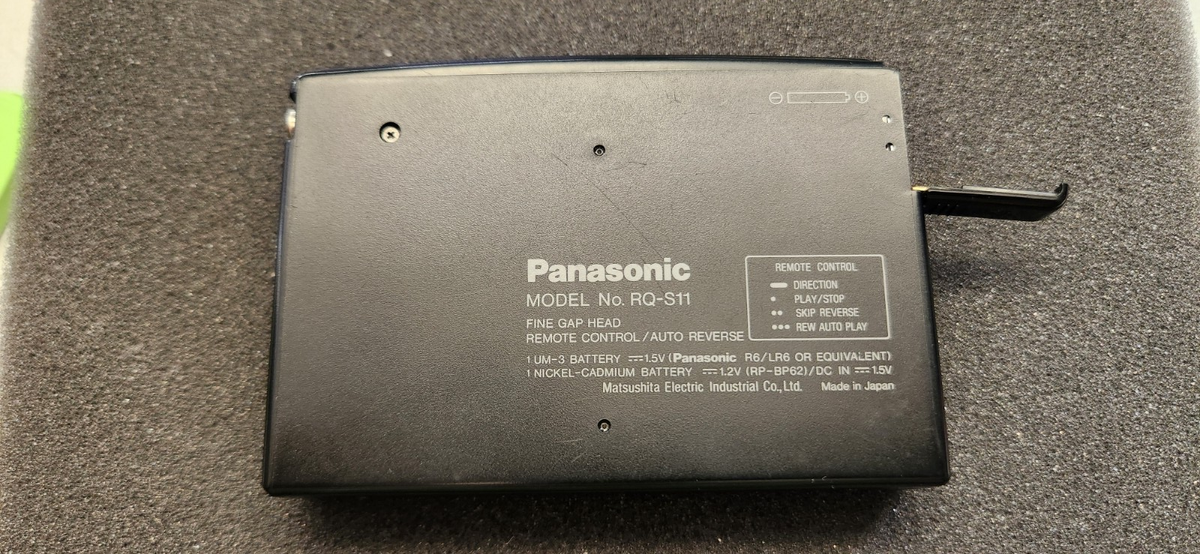 ⊖ ⊕
Panasonic
MODEL No. RQ-S11
FINE GAP HEAD
REMOTE CONTROL/AUTO REVERSE
REMOTE CONTROL
DIRECTION
PLAY/STOP
SKIP REVERSE
REW AUTO PLAY
1 UM-3 BATTERY ⎓1.5V (Panasonic R6/LR6 OR EQUIVALENT)
1 NICKEL-CADMIUM BATTERY ⎓1.2V (RP-BP62)/DC IN ⎓1.5V
Matsushita Electric Industrial Co.,Ltd. Made in Japan